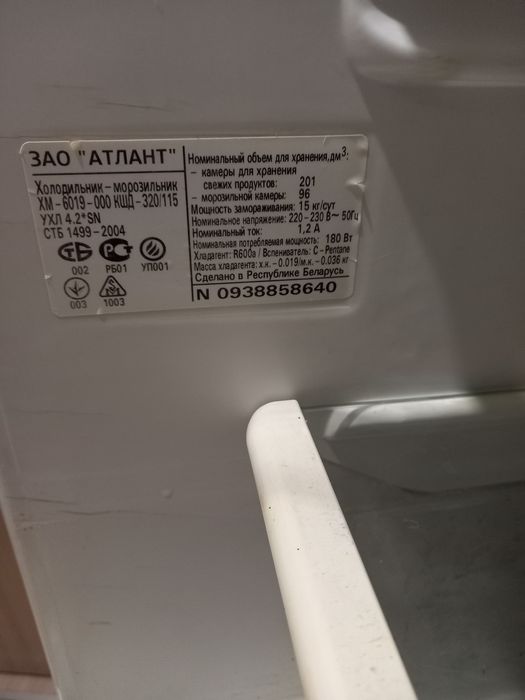 ЗАО "АТЛАНТ"
Холодильник - морозильник
ХМ - 6019 - 000 КШД - 320/115
УХЛ 4.2*SN
СТБ 1499 - 2004
СТБ
РСТ
002
РБ01
УП001
003
1003
Номинальный объем для хранения, дм³:
- камеры для хранения
свежих продуктов: 201
- морозильной камеры: 96
Мощность замораживания: 15 кг/сут
Номинальное напряжение: 220 - 230 В ~ 50Гц
Номинальный ток: 1,2 А
Номинальная потребляемая мощность: 180 Вт
Хладагент: R600a / Вспениватель: C - Pentane
Масса хладагента: х.к. - 0.019/м.к. - 0.036 кг
Сделано в Республике Беларусь
N 0938858640